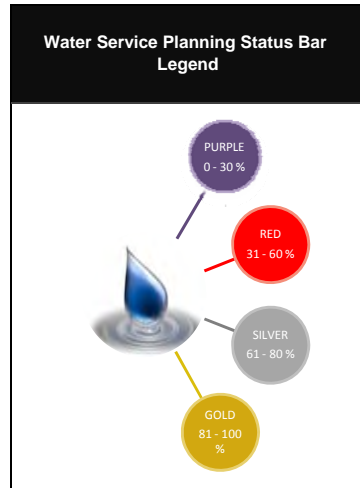 Water Service Planning Status Bar
Legend
PURPLE
0 - 30 %
RED
31 - 60 %
SILVER
61 - 80 %
GOLD
81 - 100
%